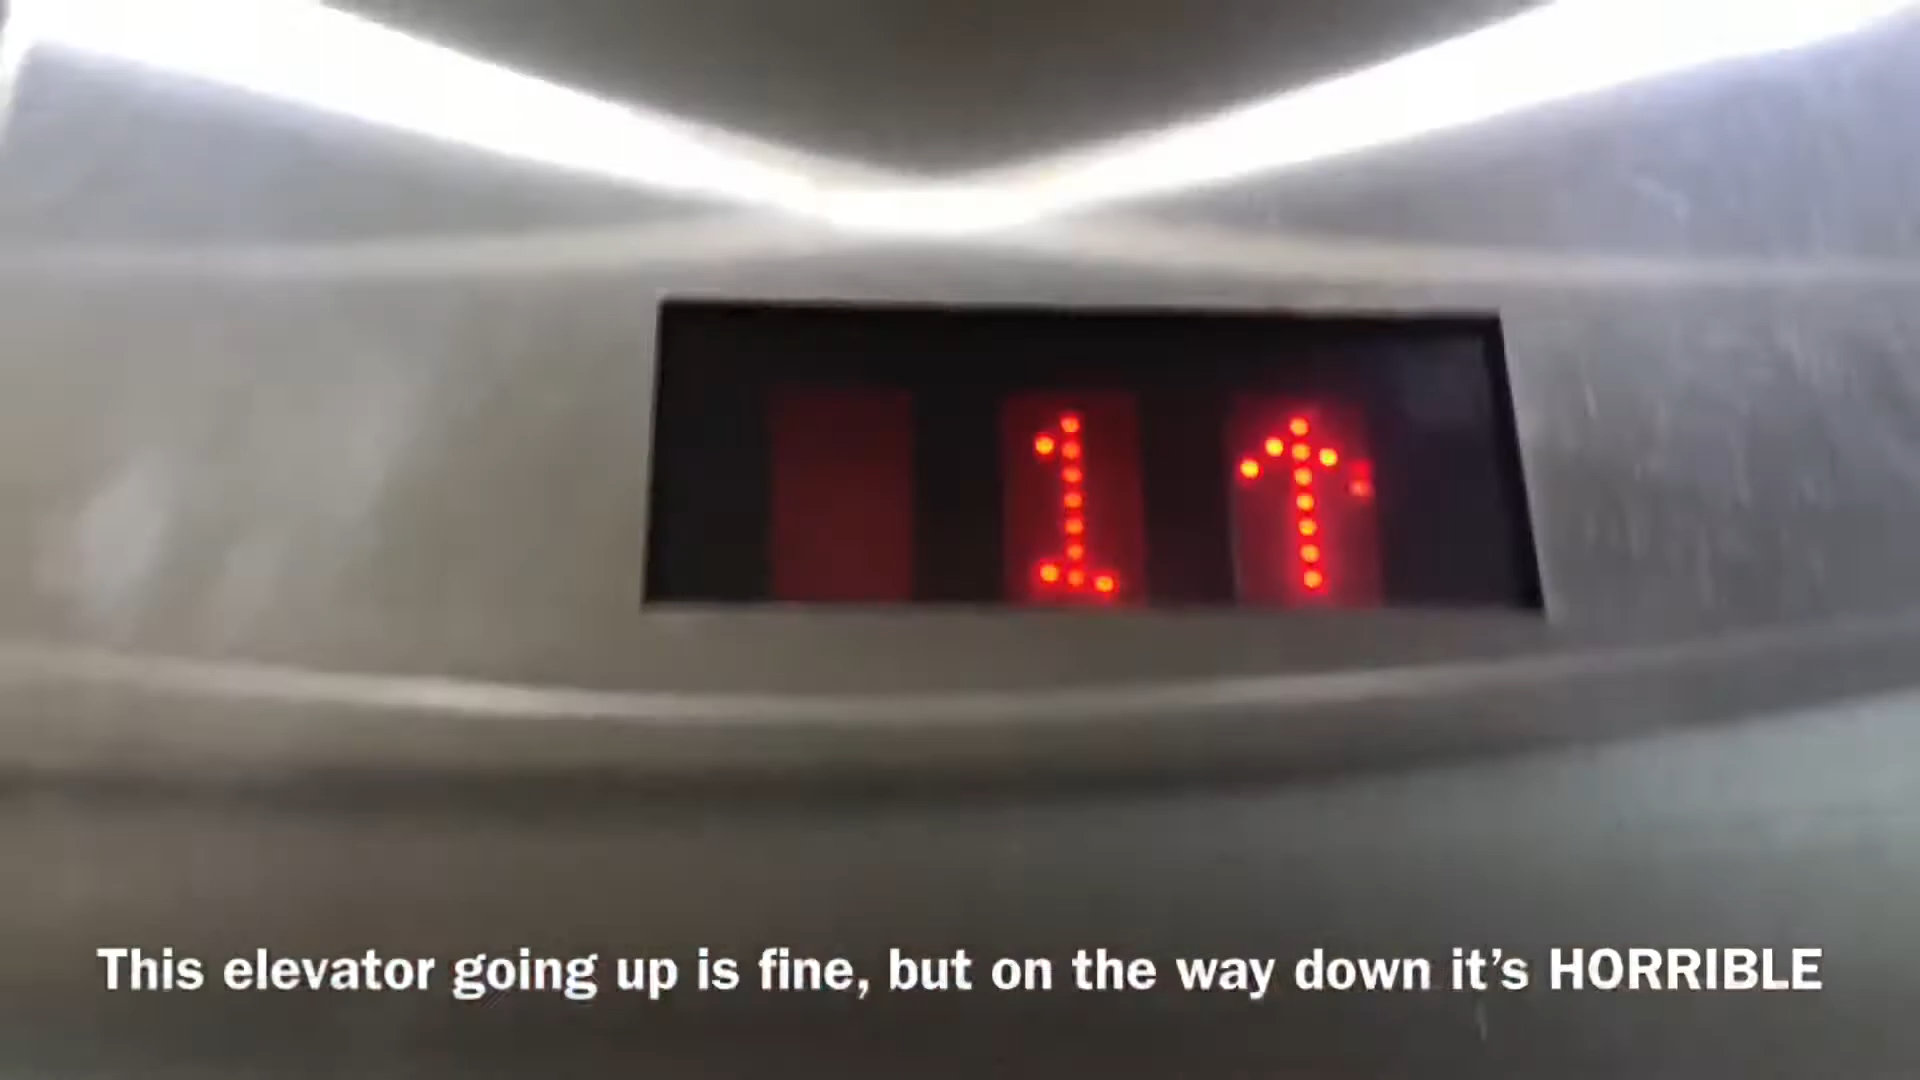 1↑
This elevator going up is fine, but on the way down it’s HORRIBLE